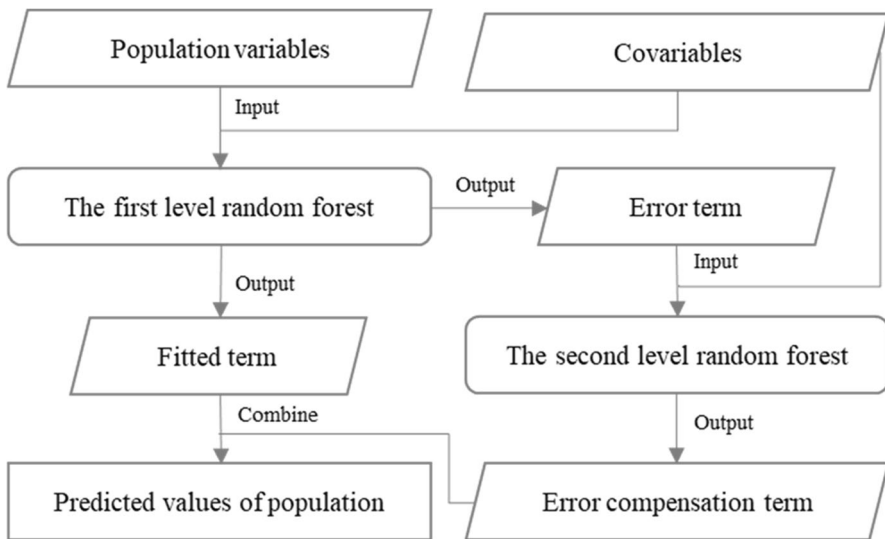 Population variables
Covariables
Input
The first level random forest
Output
Error term
Input
Output
Fitted term
The second level random forest
Combine
Output
Predicted values of population
Error compensation term